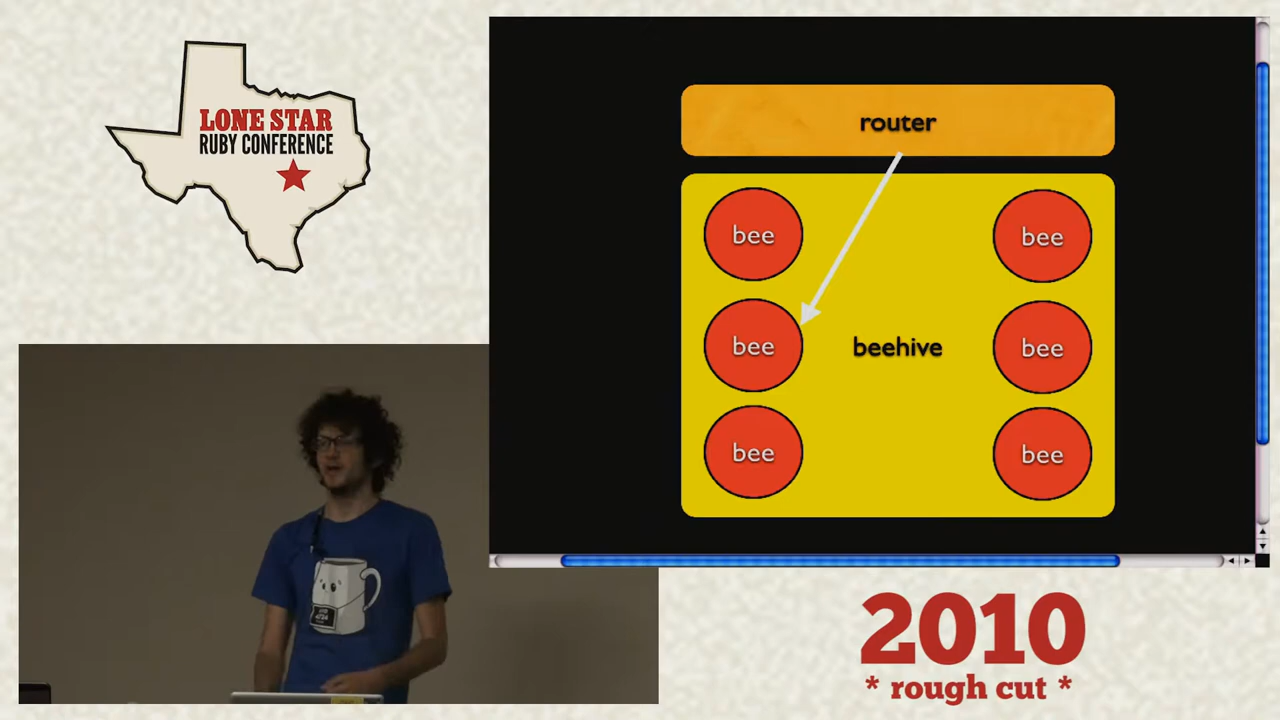 LONE STAR
RUBY CONFERENCE
router
bee
bee
bee
beehive
bee
bee
bee
2010
* rough cut *